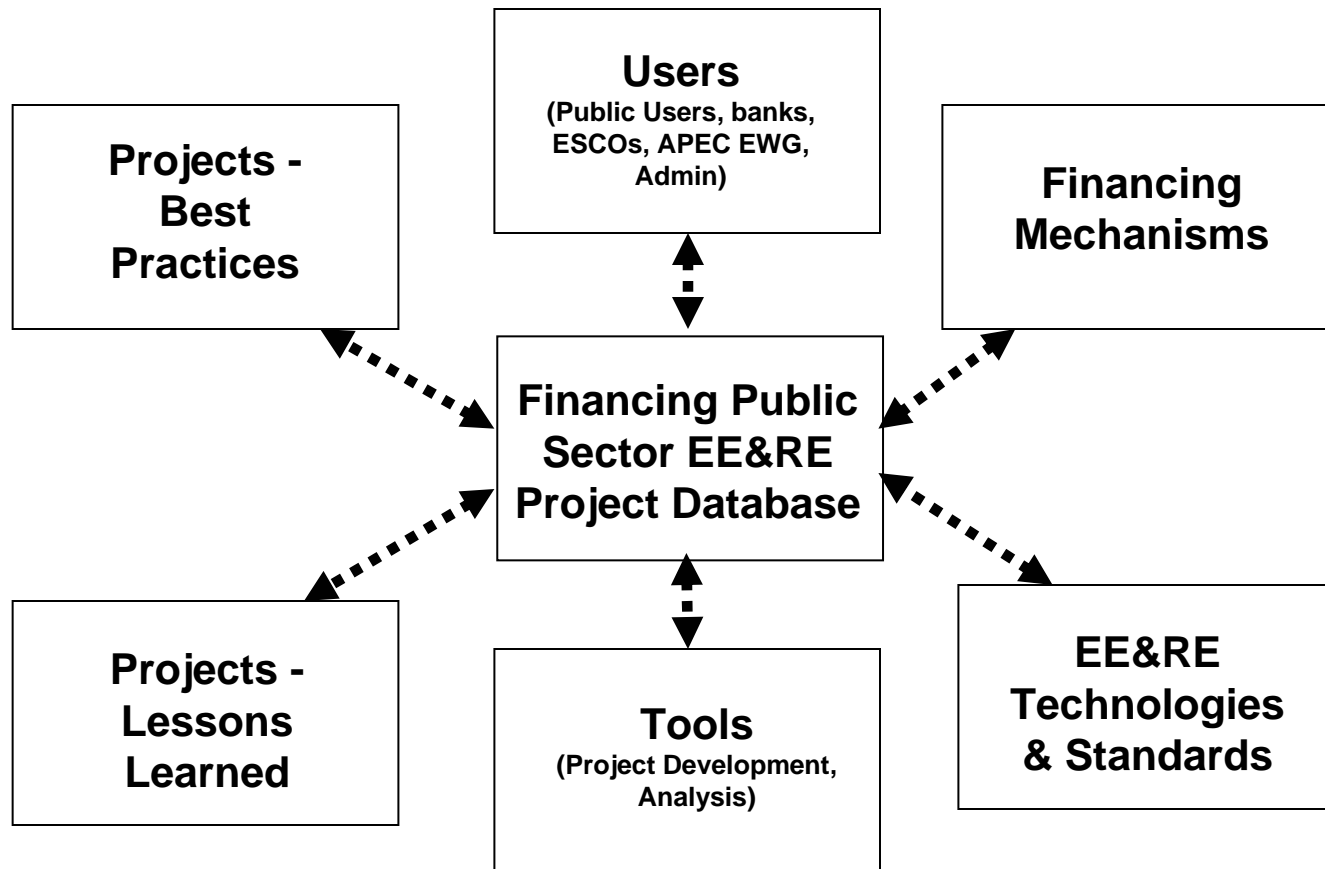 Users
(Public Users, banks,
ESCOs, APEC EWG,
Admin)
Projects -
Best
Practices
Financing
Mechanisms
Financing Public
Sector EE&RE
Project Database
Projects -
Lessons
Learned
Tools
(Project Development,
Analysis)
EE&RE
Technologies
& Standards